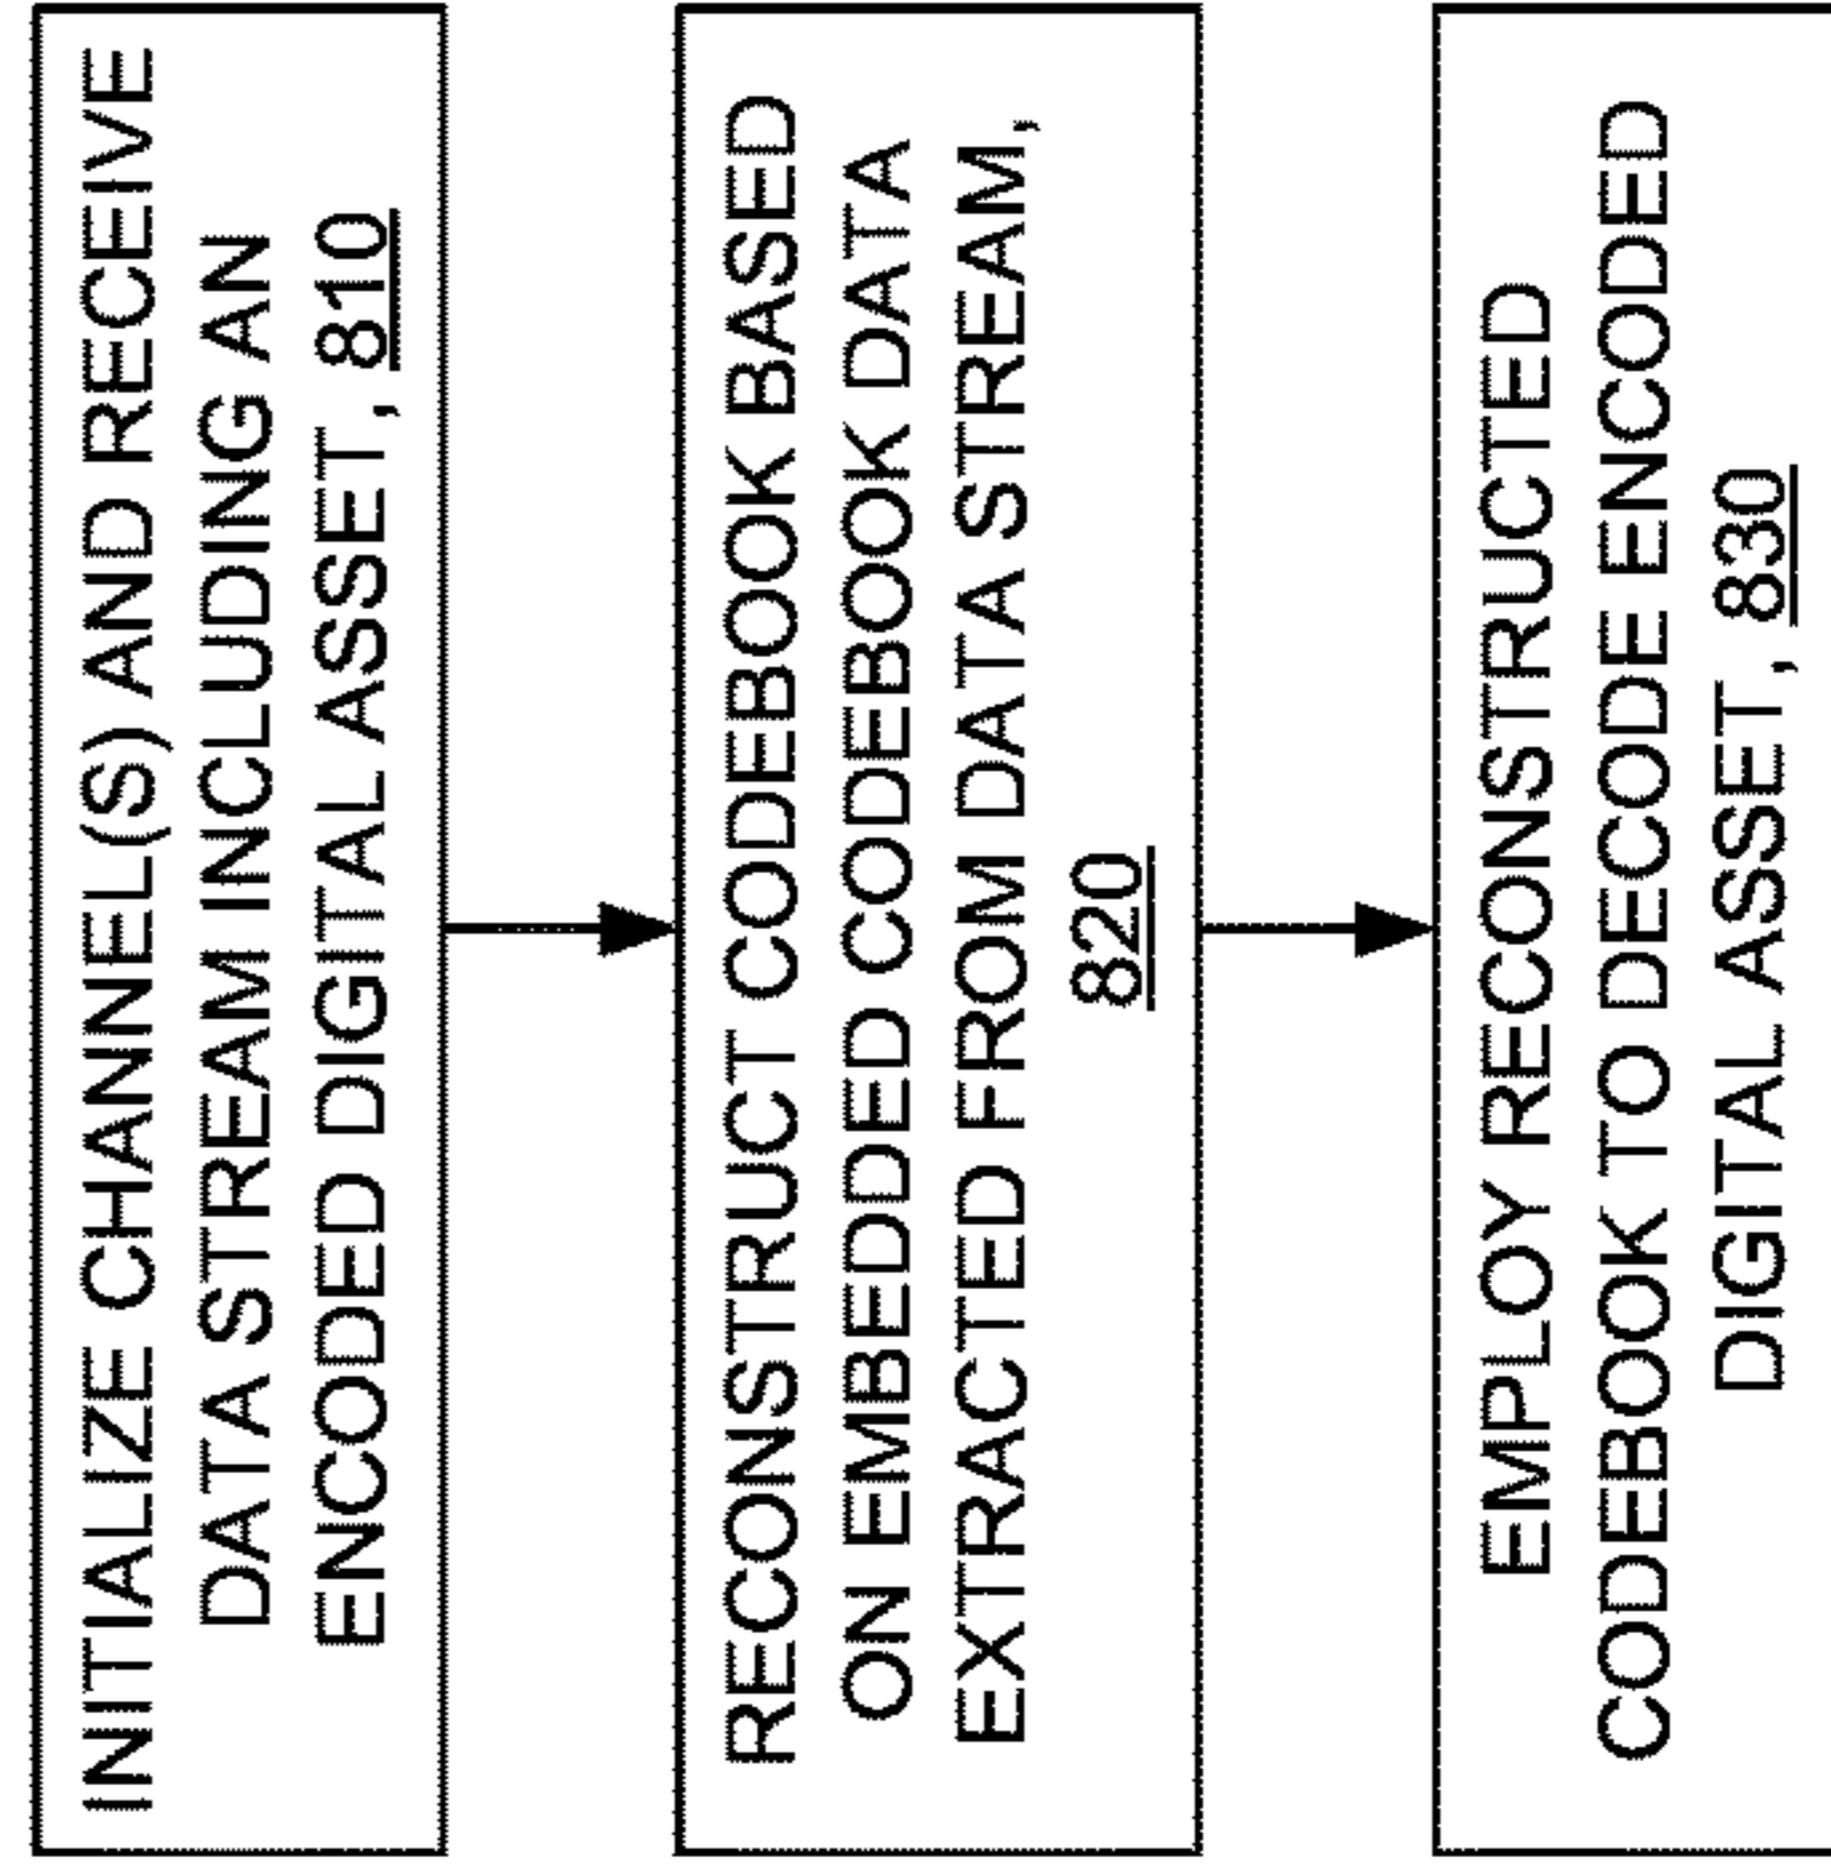 INITIALIZE CHANNEL(S) AND RECEIVE
DATA STREAM INCLUDING AN
ENCODED DIGITAL ASSET, 810
RECONSTRUCT CODEBOOK BASED
ON EMBEDDED CODEBOOK DATA
EXTRACTED FROM DATA STREAM,
820
EMPLOY RECONSTRUCTED
CODEBOOK TO DECODE ENCODED
DIGITAL ASSET, 830